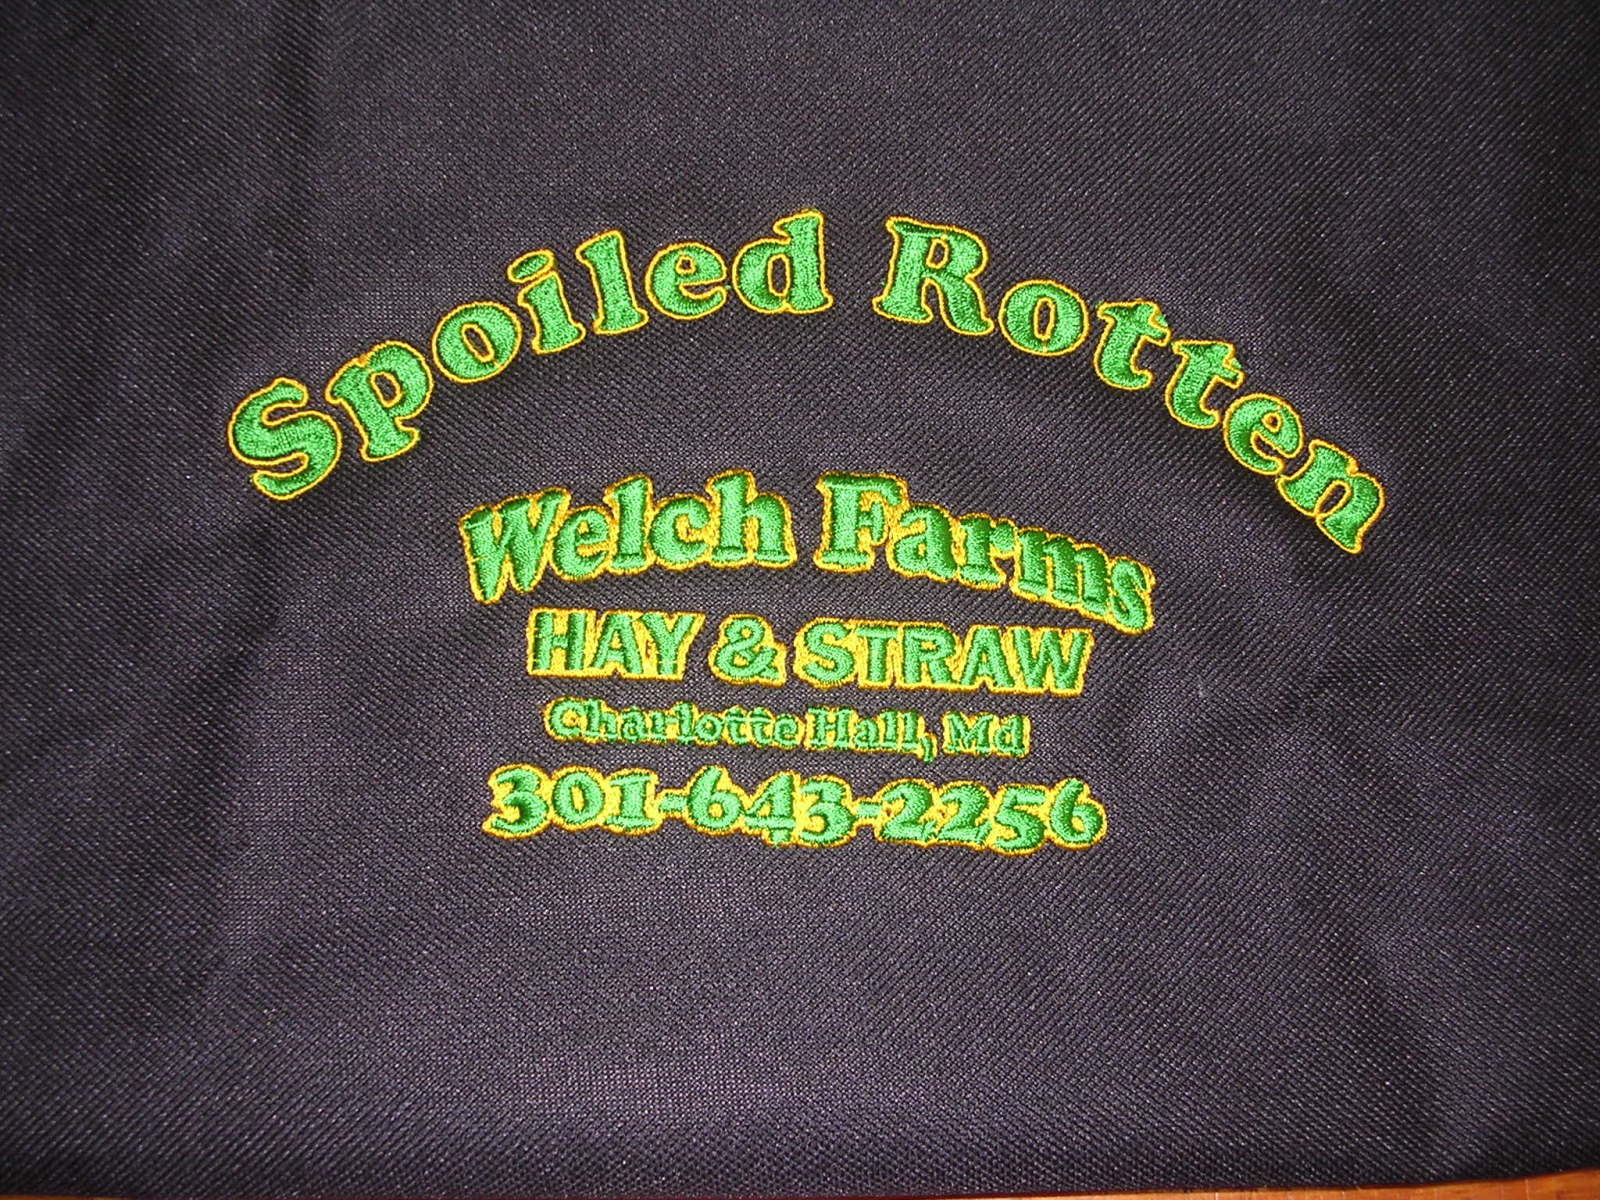 Spoiled Rotten
Welch Farms
HAY & STRAW
Charlotte Hall, Md
301-643-2256